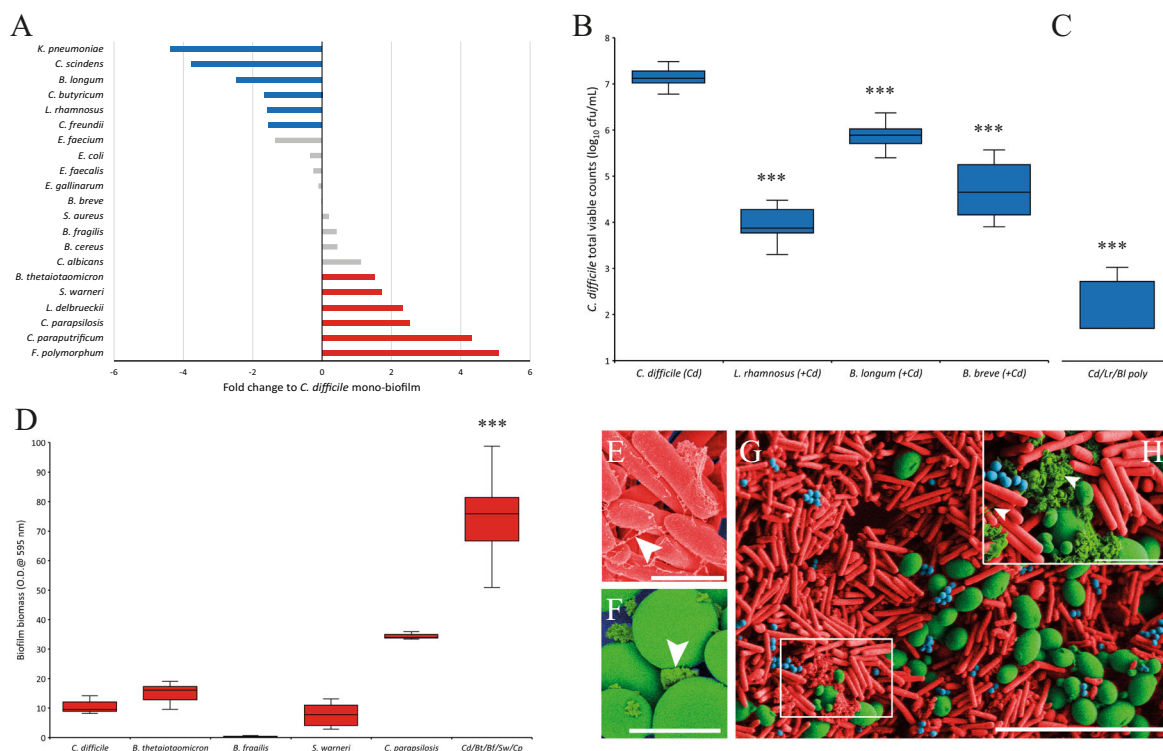 A
K. pneumoniae
C. scindens
B. longum
C. butyricum
L. rhamnosus
C. freundii
E. faecium
E. coli
E. faecalis
E. gallinarum
B. breve
S. aureus
B. fragilis
B. cereus
C. albicans
B. thetaiotaomicron
S. warneri
L. delbrueckii
C. parapsilosis
C. paraputrificum
F. polymorphum
-6 -4 -2 0 2 4 6
Fold change to C. difficile mono-biofilm
B
C. difficile total viable counts (log10 cfu/mL)
8
7
6
5
4
3
2
1
***
***
***
C. difficile (Cd) L. rhamnosus (+Cd) B. longum (+Cd) B. breve (+Cd)
C
***
Cd/Lr/Bl poly
D
Biofilm biomass (O.D.@ 595 nm)
100
90
80
70
60
50
40
30
20
10
0
***
C. difficile B. thetaiotaomicron B. fragilis S. warneri C. parapsilosis Cd/Bt/Bf/Sw/Cp
E
F
G
H